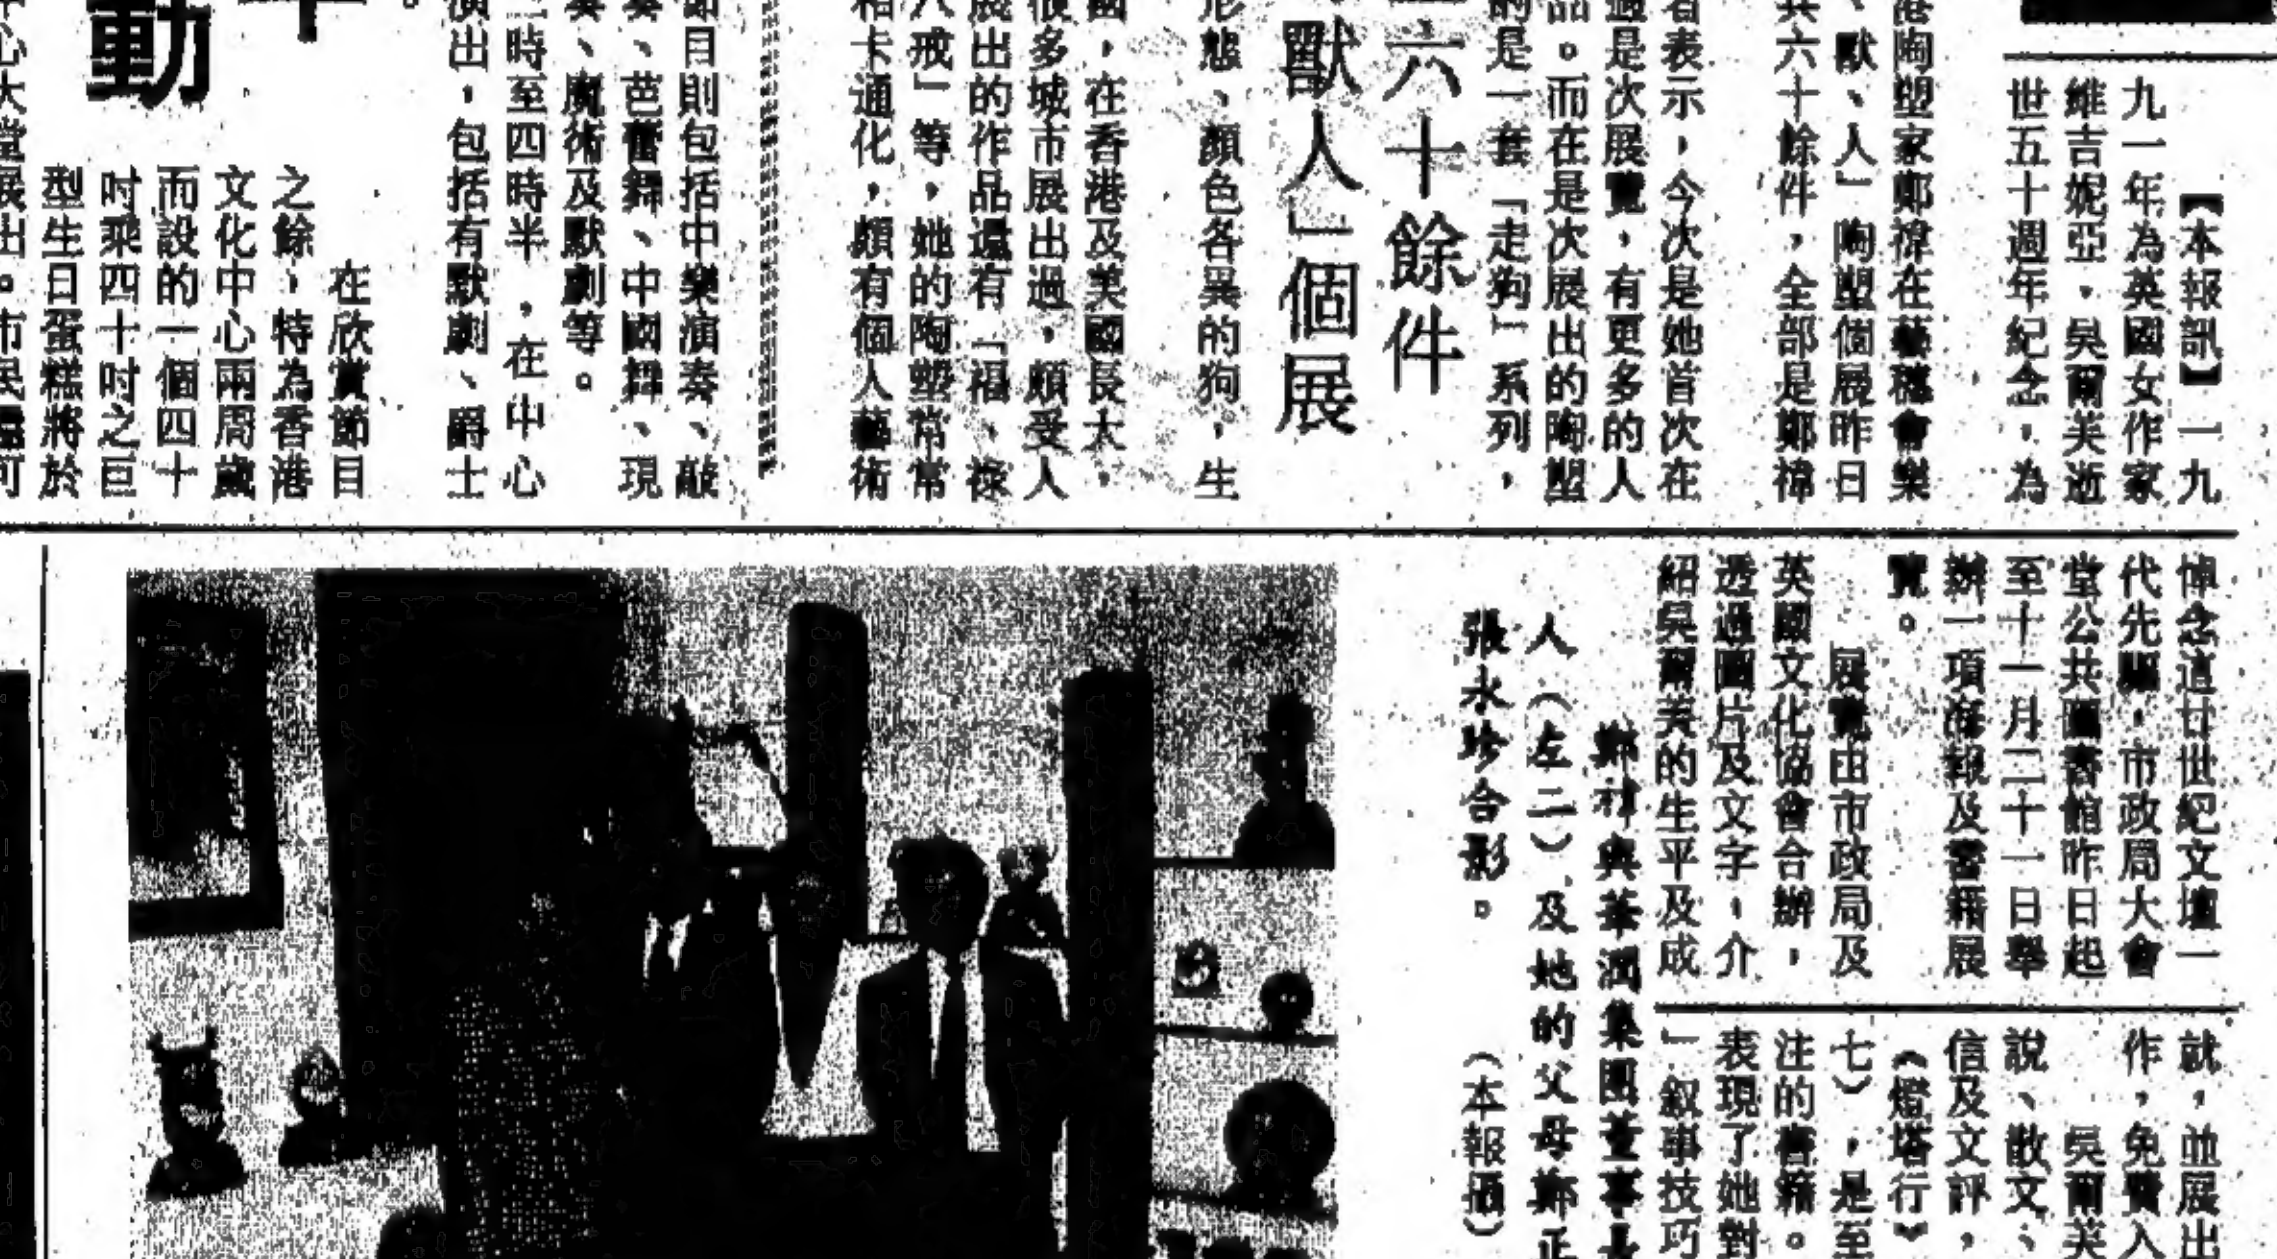 【本報訊】一九
九一年為英國女作家
維吉妮亞·吳爾芙逝
世五十週年紀念，為
悼念這廿世紀文壇一
代先驅，市政局大會
堂公共圖書館昨日起
至十一月二十一日舉
辦一項海報及書籍展
覽。
展覽由市政局及
英國文化協會合辦，
透過圖片及文字，介
紹吳爾芙的生平及成
就，並展出
作，免費入
吳爾芙
說、散文、
信及文評，
《燈塔行》
七），是至
注的書籍。
表現了她對
」敍事技巧
港陶塑家鄭禕在藝穗會樂
、獸、人」陶塑個展昨日
共六十餘件，全部是鄭禕
者表示，今次是她首次在
過是次展覽，有更多的人
品。而在是次展出的陶塑
的是一套「走狗」系列，
六十餘件
獸人」個展
形態、顏色各異的狗，生
國，在香港及美國長大，
很多城市展出過，頗受人
展出的作品還有「福、祿
八戒」等，她的陶塑常常
相卡通化，頗有個人藝術
鄭禕與華潤集團董事長
人（左二）及她的父母鄭正
張永珍合影。
（本報攝）
動
節目則包括中樂演奏、敲
奏、芭蕾舞、中國舞、現
奏、魔術及默劇等。
時至四時半，在中心
演出，包括有默劇、爵士
在欣賞節目
之餘，特為香港
文化中心兩周歲
而設的一個四十
吋乘四十吋之巨
型生日蛋糕將於
中心大堂展出。市民還可